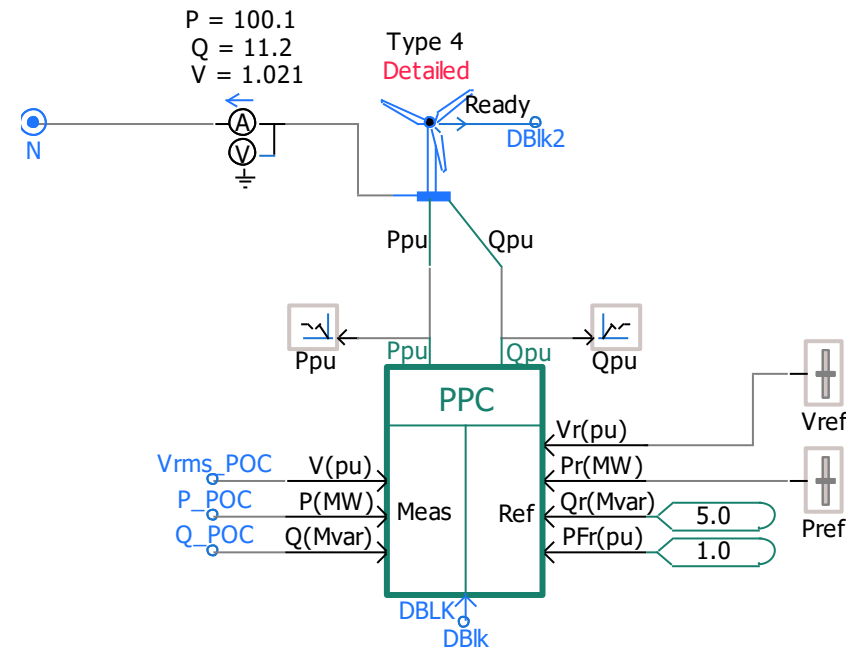 P = 100.1
Q = 11.2
V = 1.021
Type 4
Detailed
Ready
A
DBlk2
V
N
Ppu
Qpu
Ppu
Qpu
Ppu
Qpu
PPC
Vref
Vr(pu)
Vrms_POC
V(pu)
Pr(MW)
P_POC
P(MW)
Meas
Ref
Qr(Mvar)
5.0
Pref
Q_POC
Q(Mvar)
PFr(pu)
1.0
DBLK
DBlk